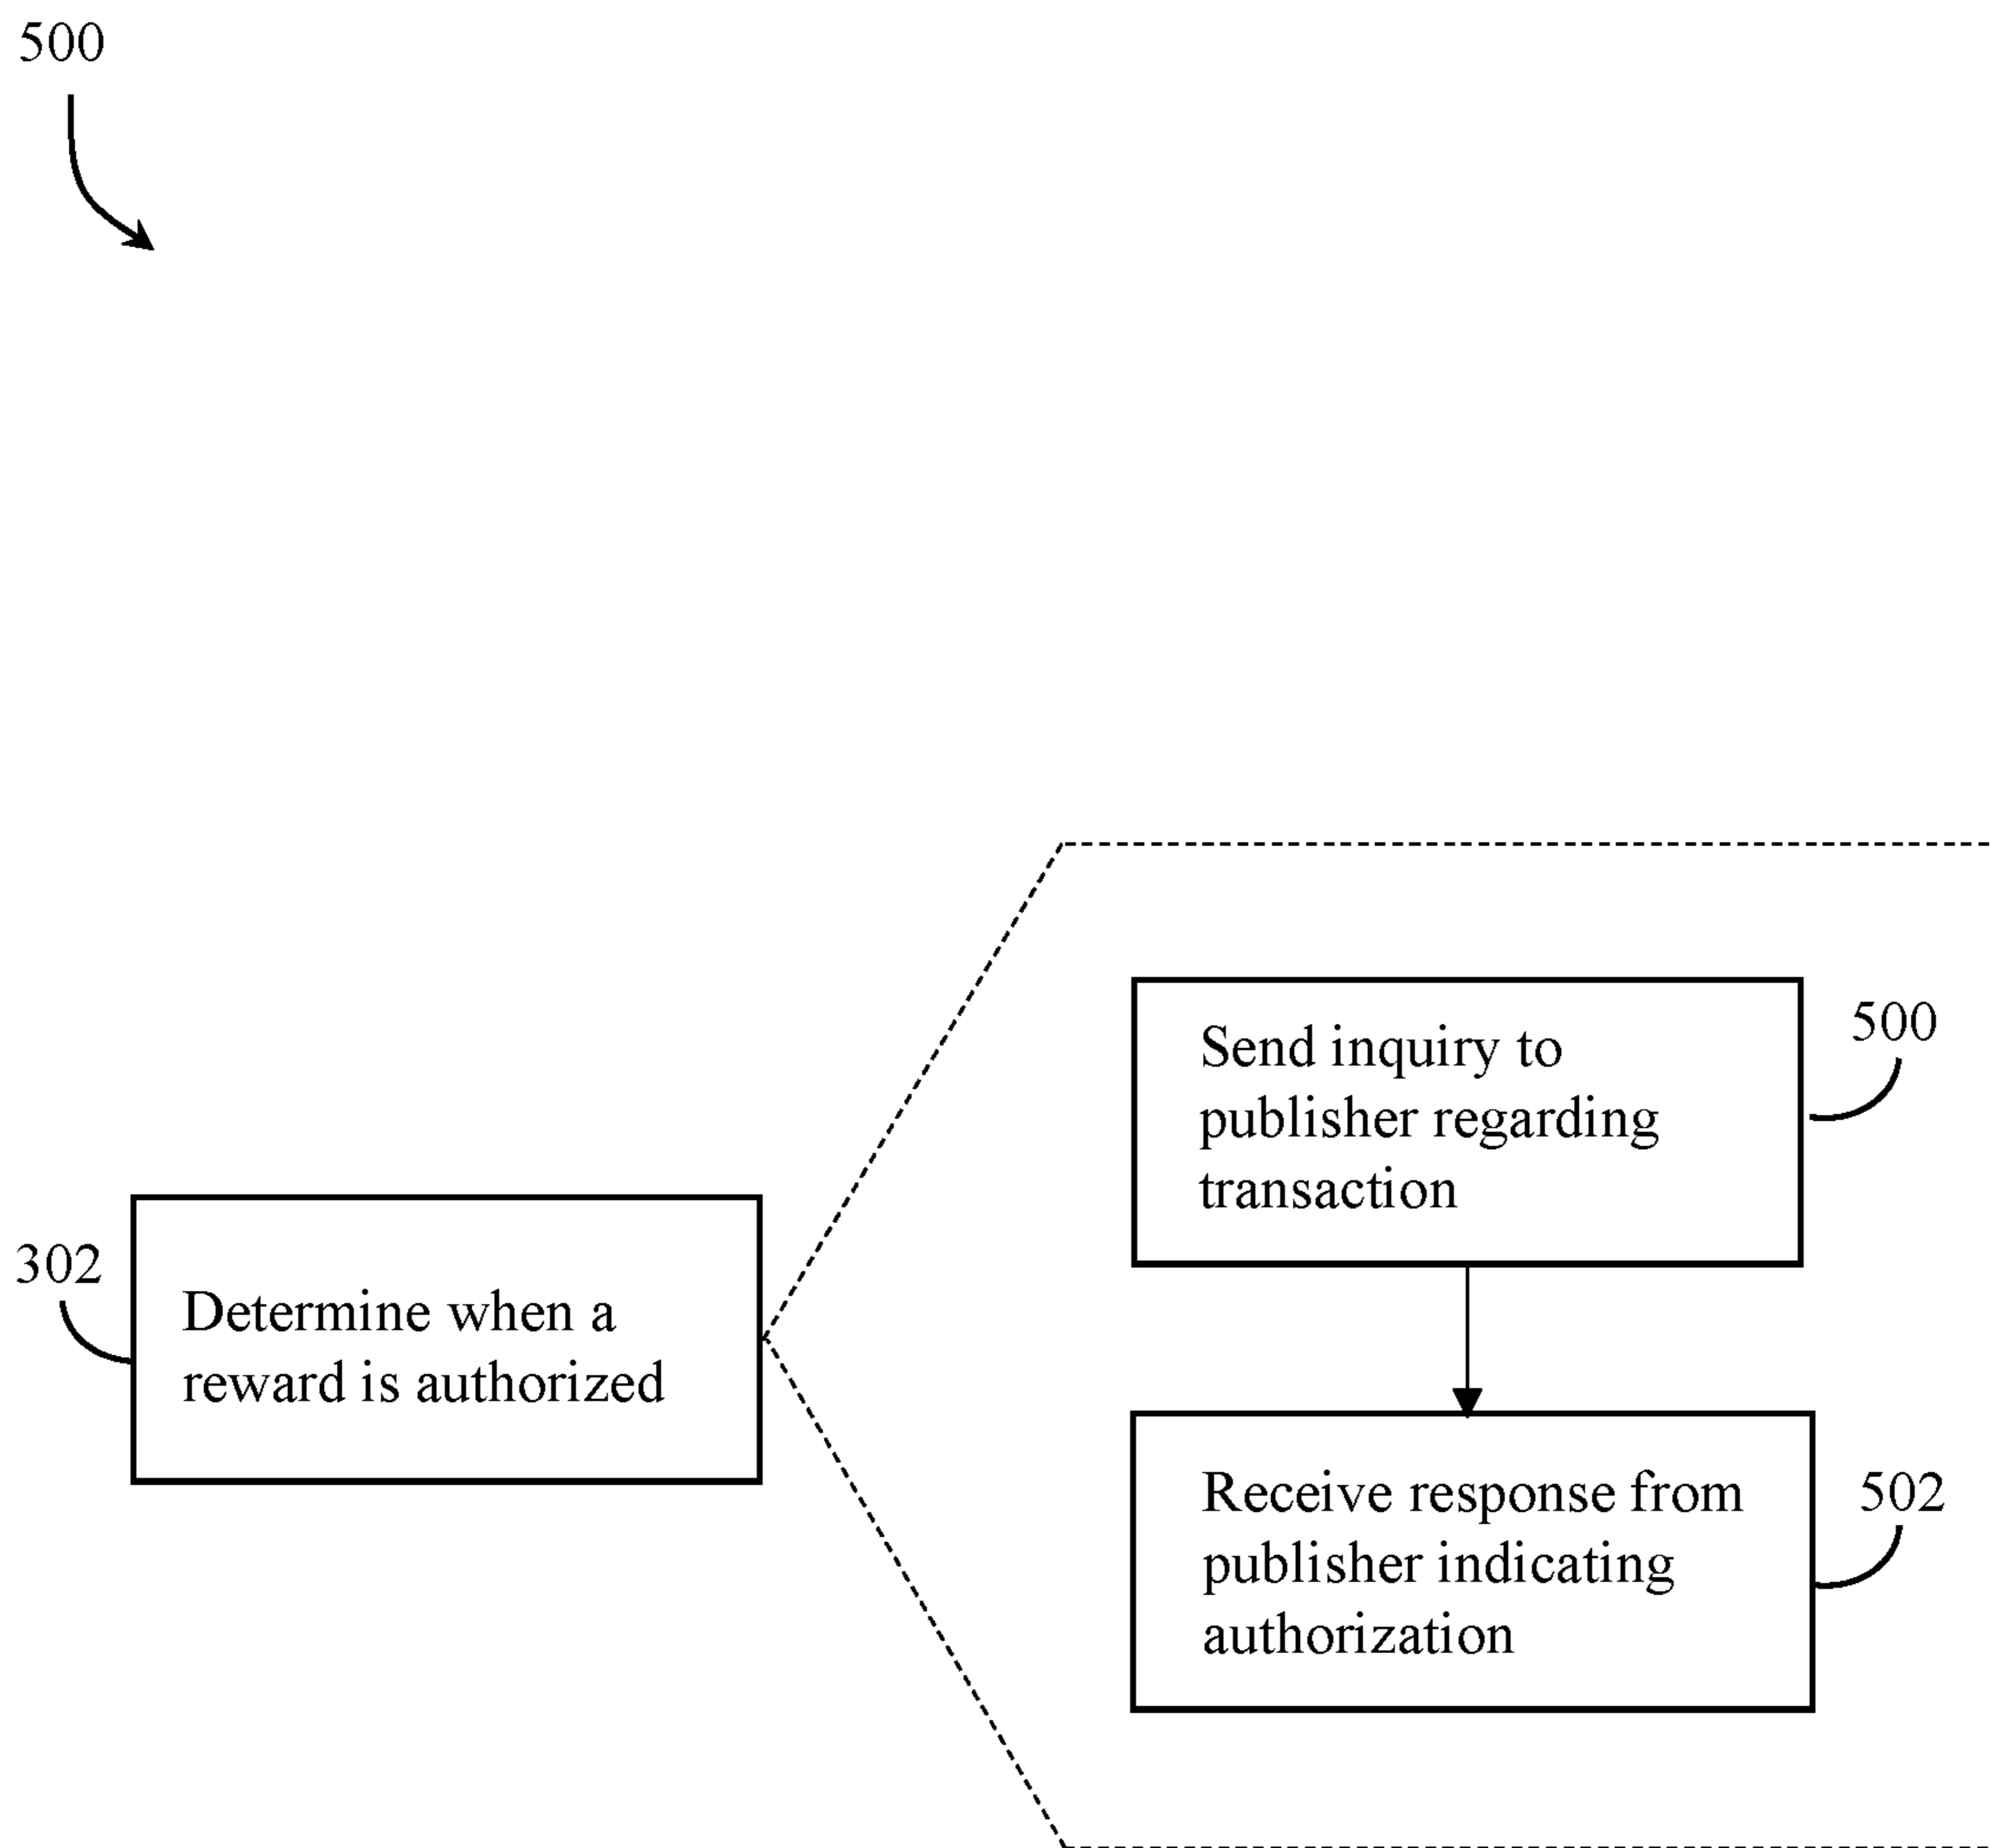 500
500
Send inquiry to
publisher regarding
transaction
302
Determine when a
reward is authorized
502
Receive response from
publisher indicating
authorization